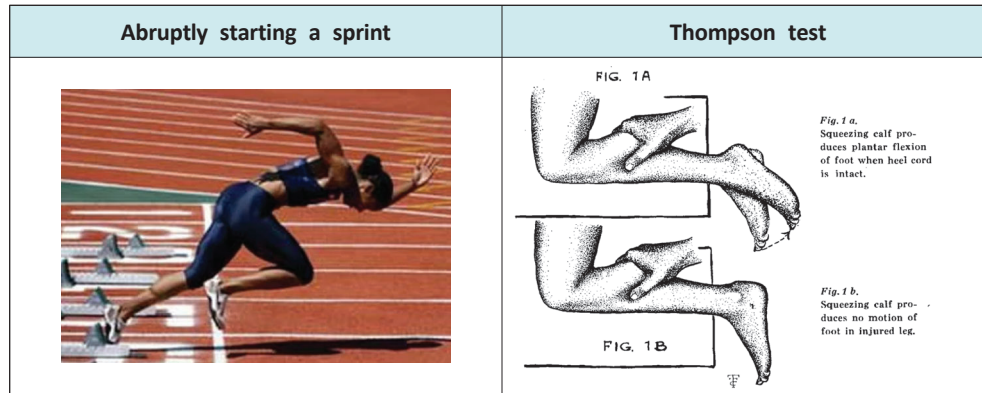 Abruptly starting a sprint
Thompson test
FIG. 1A
Fig. 1 a.
Squeezing calf pro-
duces plantar flexion
of foot when heel cord
is intact.
Fig. 1 b.
Squeezing calf pro-
duces no motion of
foot in injured leg.
FIG. 1B